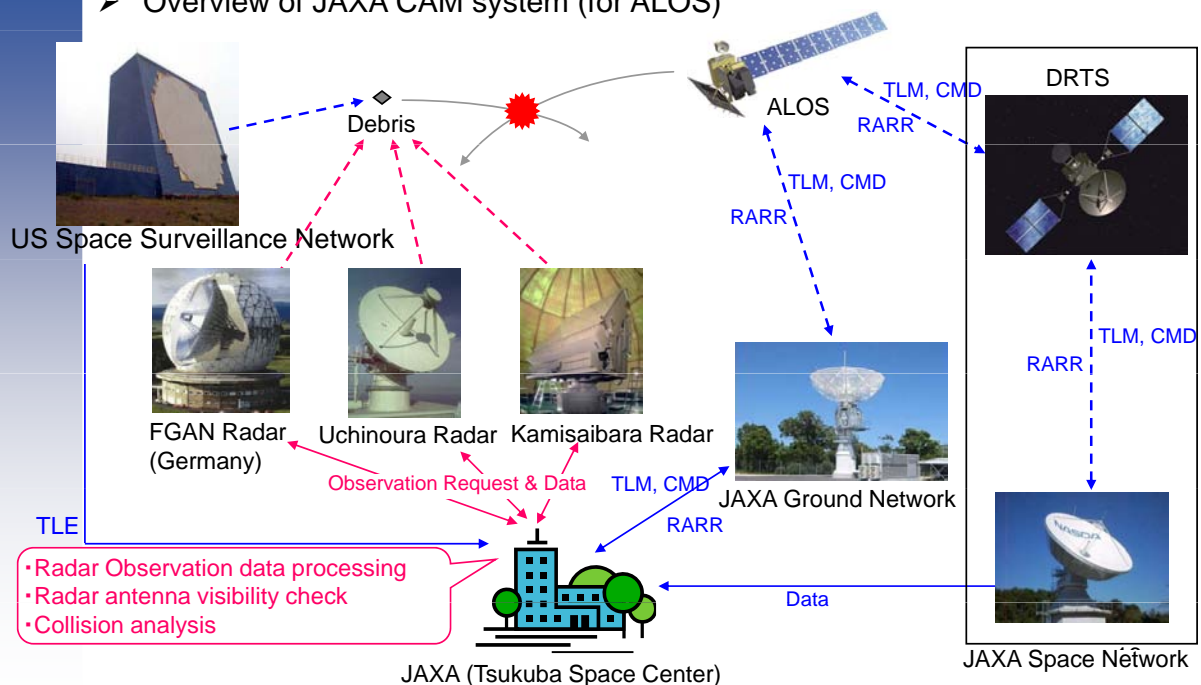 ➤ Overview of JAXA CAM system (for ALOS)
DRTS
ALOS
TLM, CMD
RARR
Debris
TLM, CMD
RARR
US Space Surveillance Network
TLM, CMD
RARR
FGAN Radar
(Germany)
Uchinoura Radar
Kamisaibara Radar
Observation Request & Data
TLM, CMD
RARR
JAXA Ground Network
NASDA
TLE
・Radar Observation data processing
・Radar antenna visibility check
・Collision analysis
Data
JAXA (Tsukuba Space Center)
JAXA Space Network